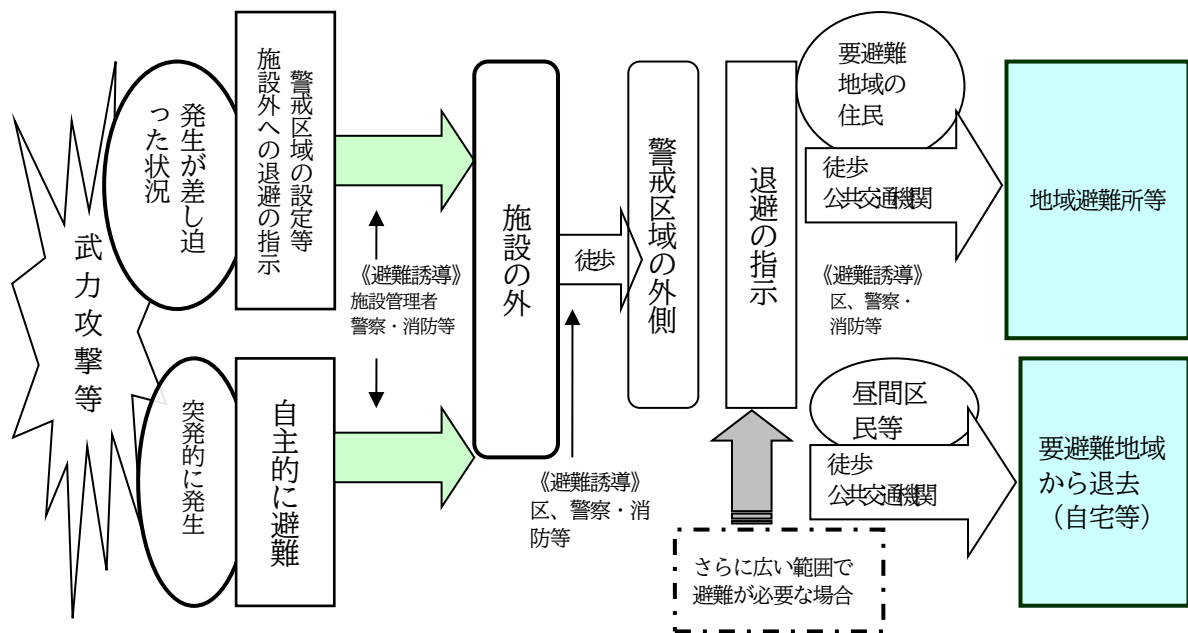 武力攻撃等
発生が差し迫
った状況
警戒区域の設定等
施設外への退避の指示
突発的に発生
自主的に避難
《避難誘導》
施設管理者
警察・消防等
施設の外
徒歩
《避難誘導》
区、警察・消
防等
警戒区域の外側
退避の指示
さらに広い範囲で
避難が必要な場合
要避難
地域の
住民
徒歩
公共交通機関
《避難誘導》
区、警察・
消防等
地域避難所等
昼間区
民等
徒歩
公共交通機関
要避難地域
から退去
（自宅等）